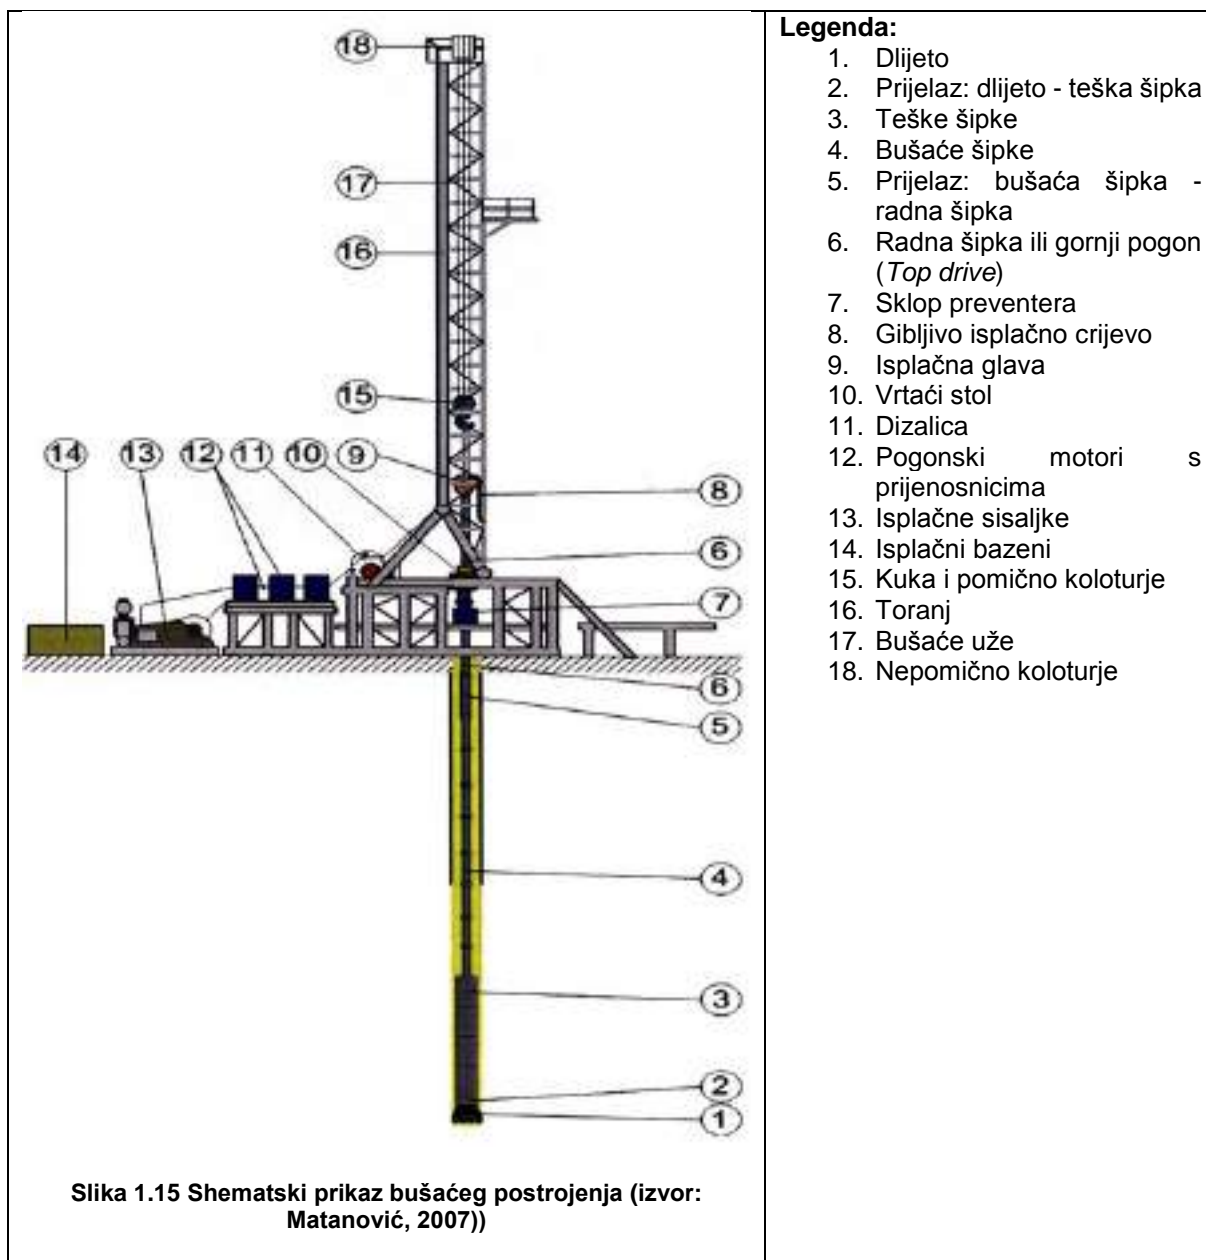 18
17
16
15
14
13
12
11
10
9
8
6
7
6
5
4
3
2
1
Slika 1.15 Shematski prikaz bušaćeg postrojenja (izvor:
Matanović, 2007))
Legenda:
1. Dlijeto
2. Prijelaz: dlijeto - teška šipka
3. Teške šipke
4. Bušaće šipke
5. Prijelaz: bušaća šipka -
radna šipka
6. Radna šipka ili gornji pogon
(Top drive)
7. Sklop preventera
8. Gibljivo isplačno crijevo
9. Isplačna glava
10. Vrtaći stol
11. Dizalica
12. Pogonski motori s
prijenosnicima
13. Isplačne sisaljke
14. Isplačni bazeni
15. Kuka i pomično koloturje
16. Toranj
17. Bušaće uže
18. Nepomično koloturje